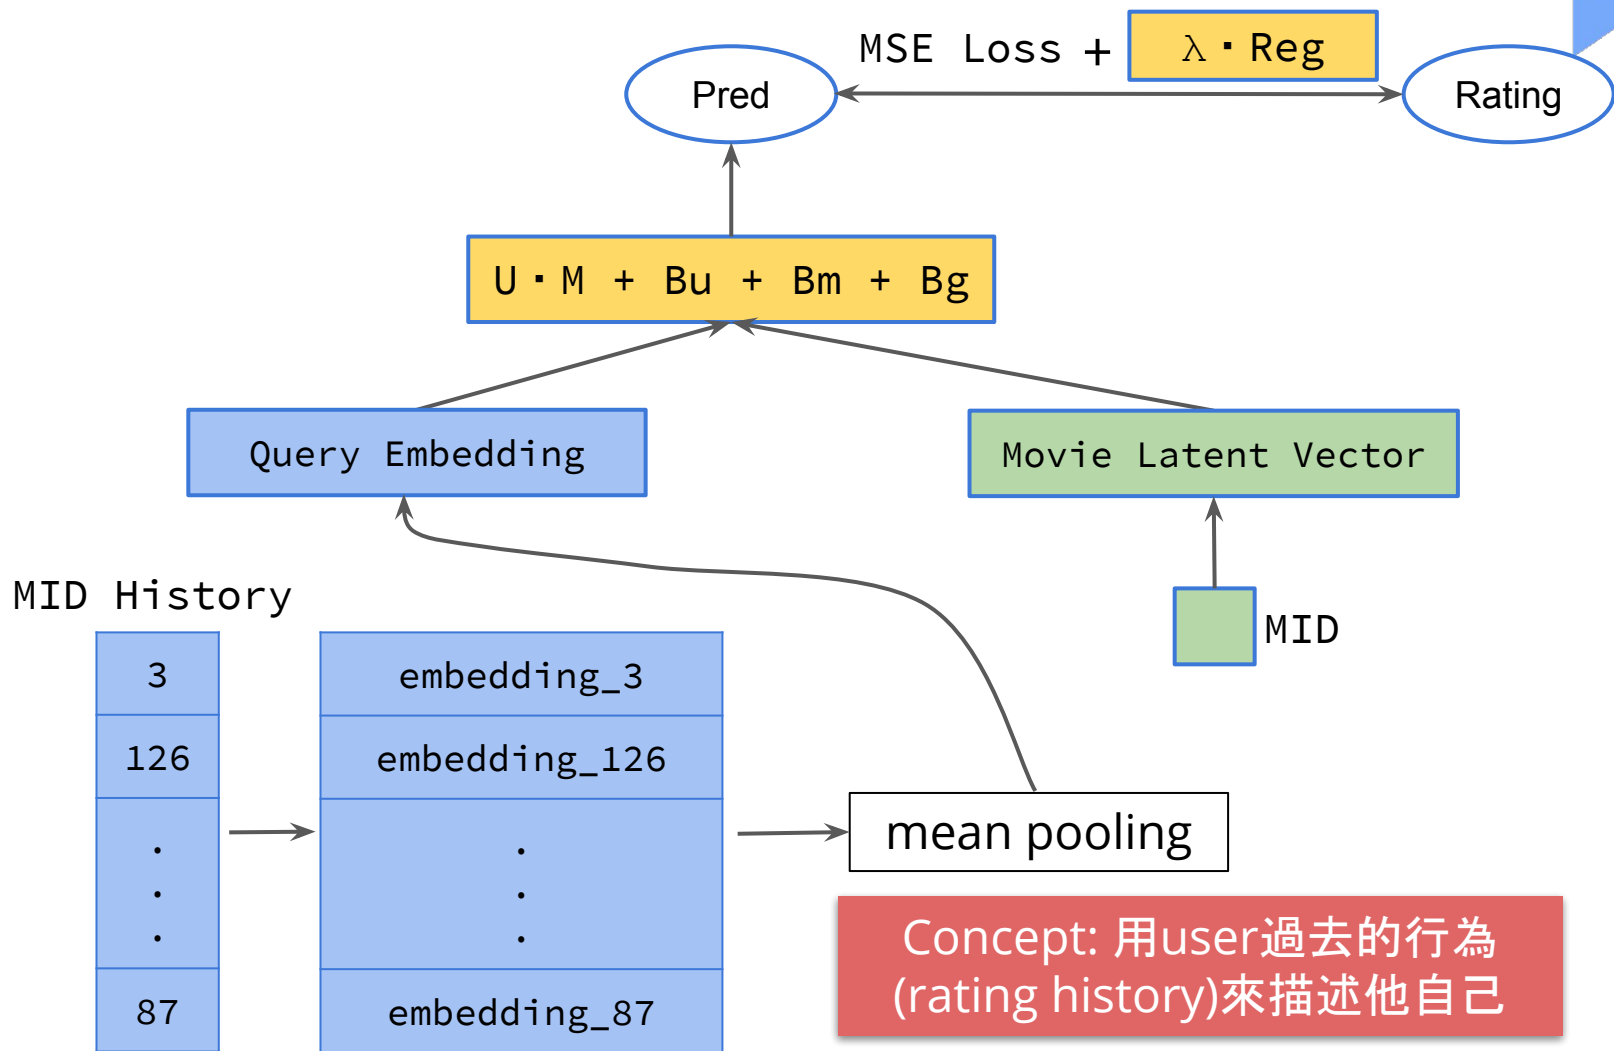 MSE Loss +
λ·Reg
Pred
Rating
U·M + Bu + Bm + Bg
Query Embedding
Movie Latent Vector
MID History
MID
3
embedding_3
126
embedding_126
.
.
.
.
.
.
mean pooling
87
embedding_87
Concept: 用user過去的行為
(rating history)來描述他自己